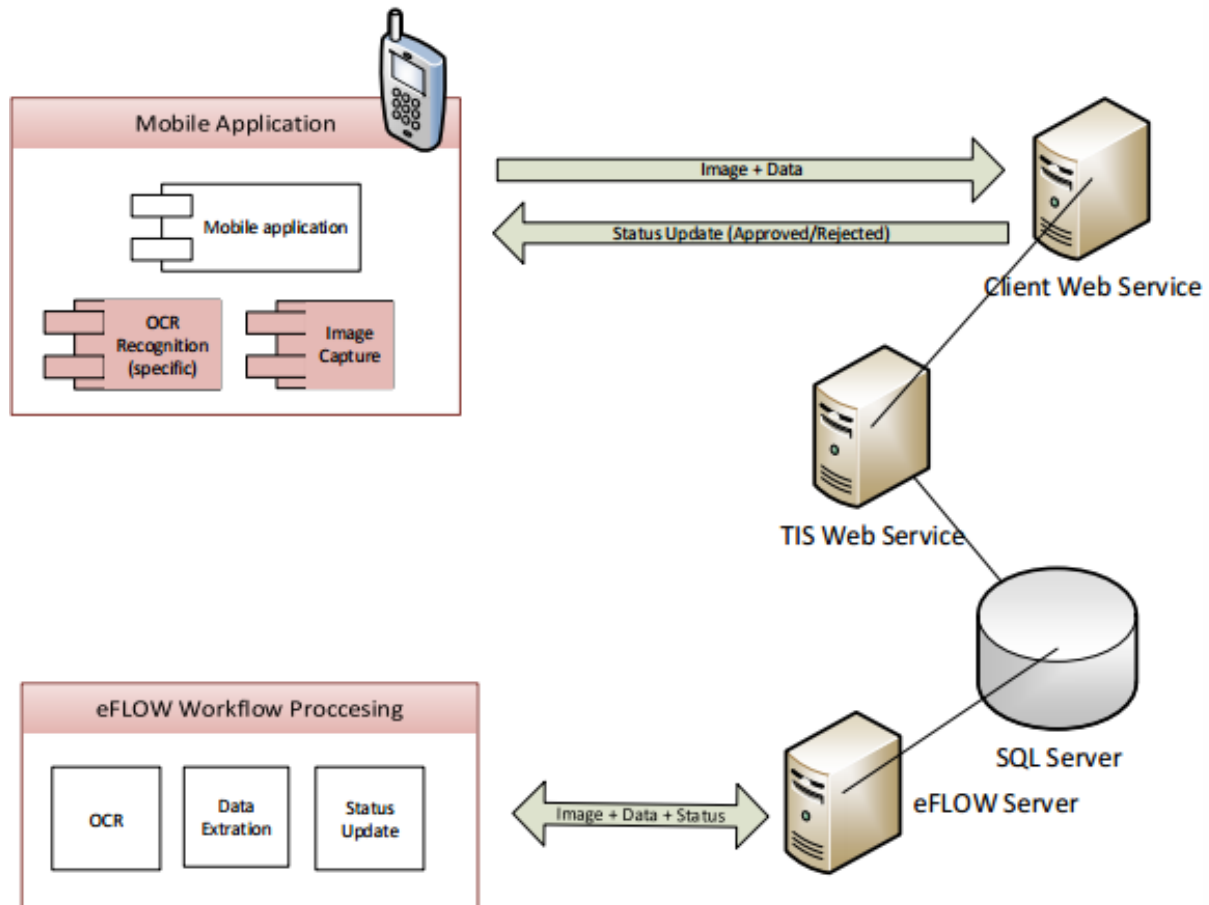 Mobile Application
Mobile application
OCR
Recognition
(specific)
Image
Capture
Image + Data
Status Update (Approved/Rejected)
Client Web Service
TIS Web Service
SQL Server
eFLOW Server
eFLOW Workflow Proccesing
OCR
Data
Extration
Status
Update
Image + Data + Status